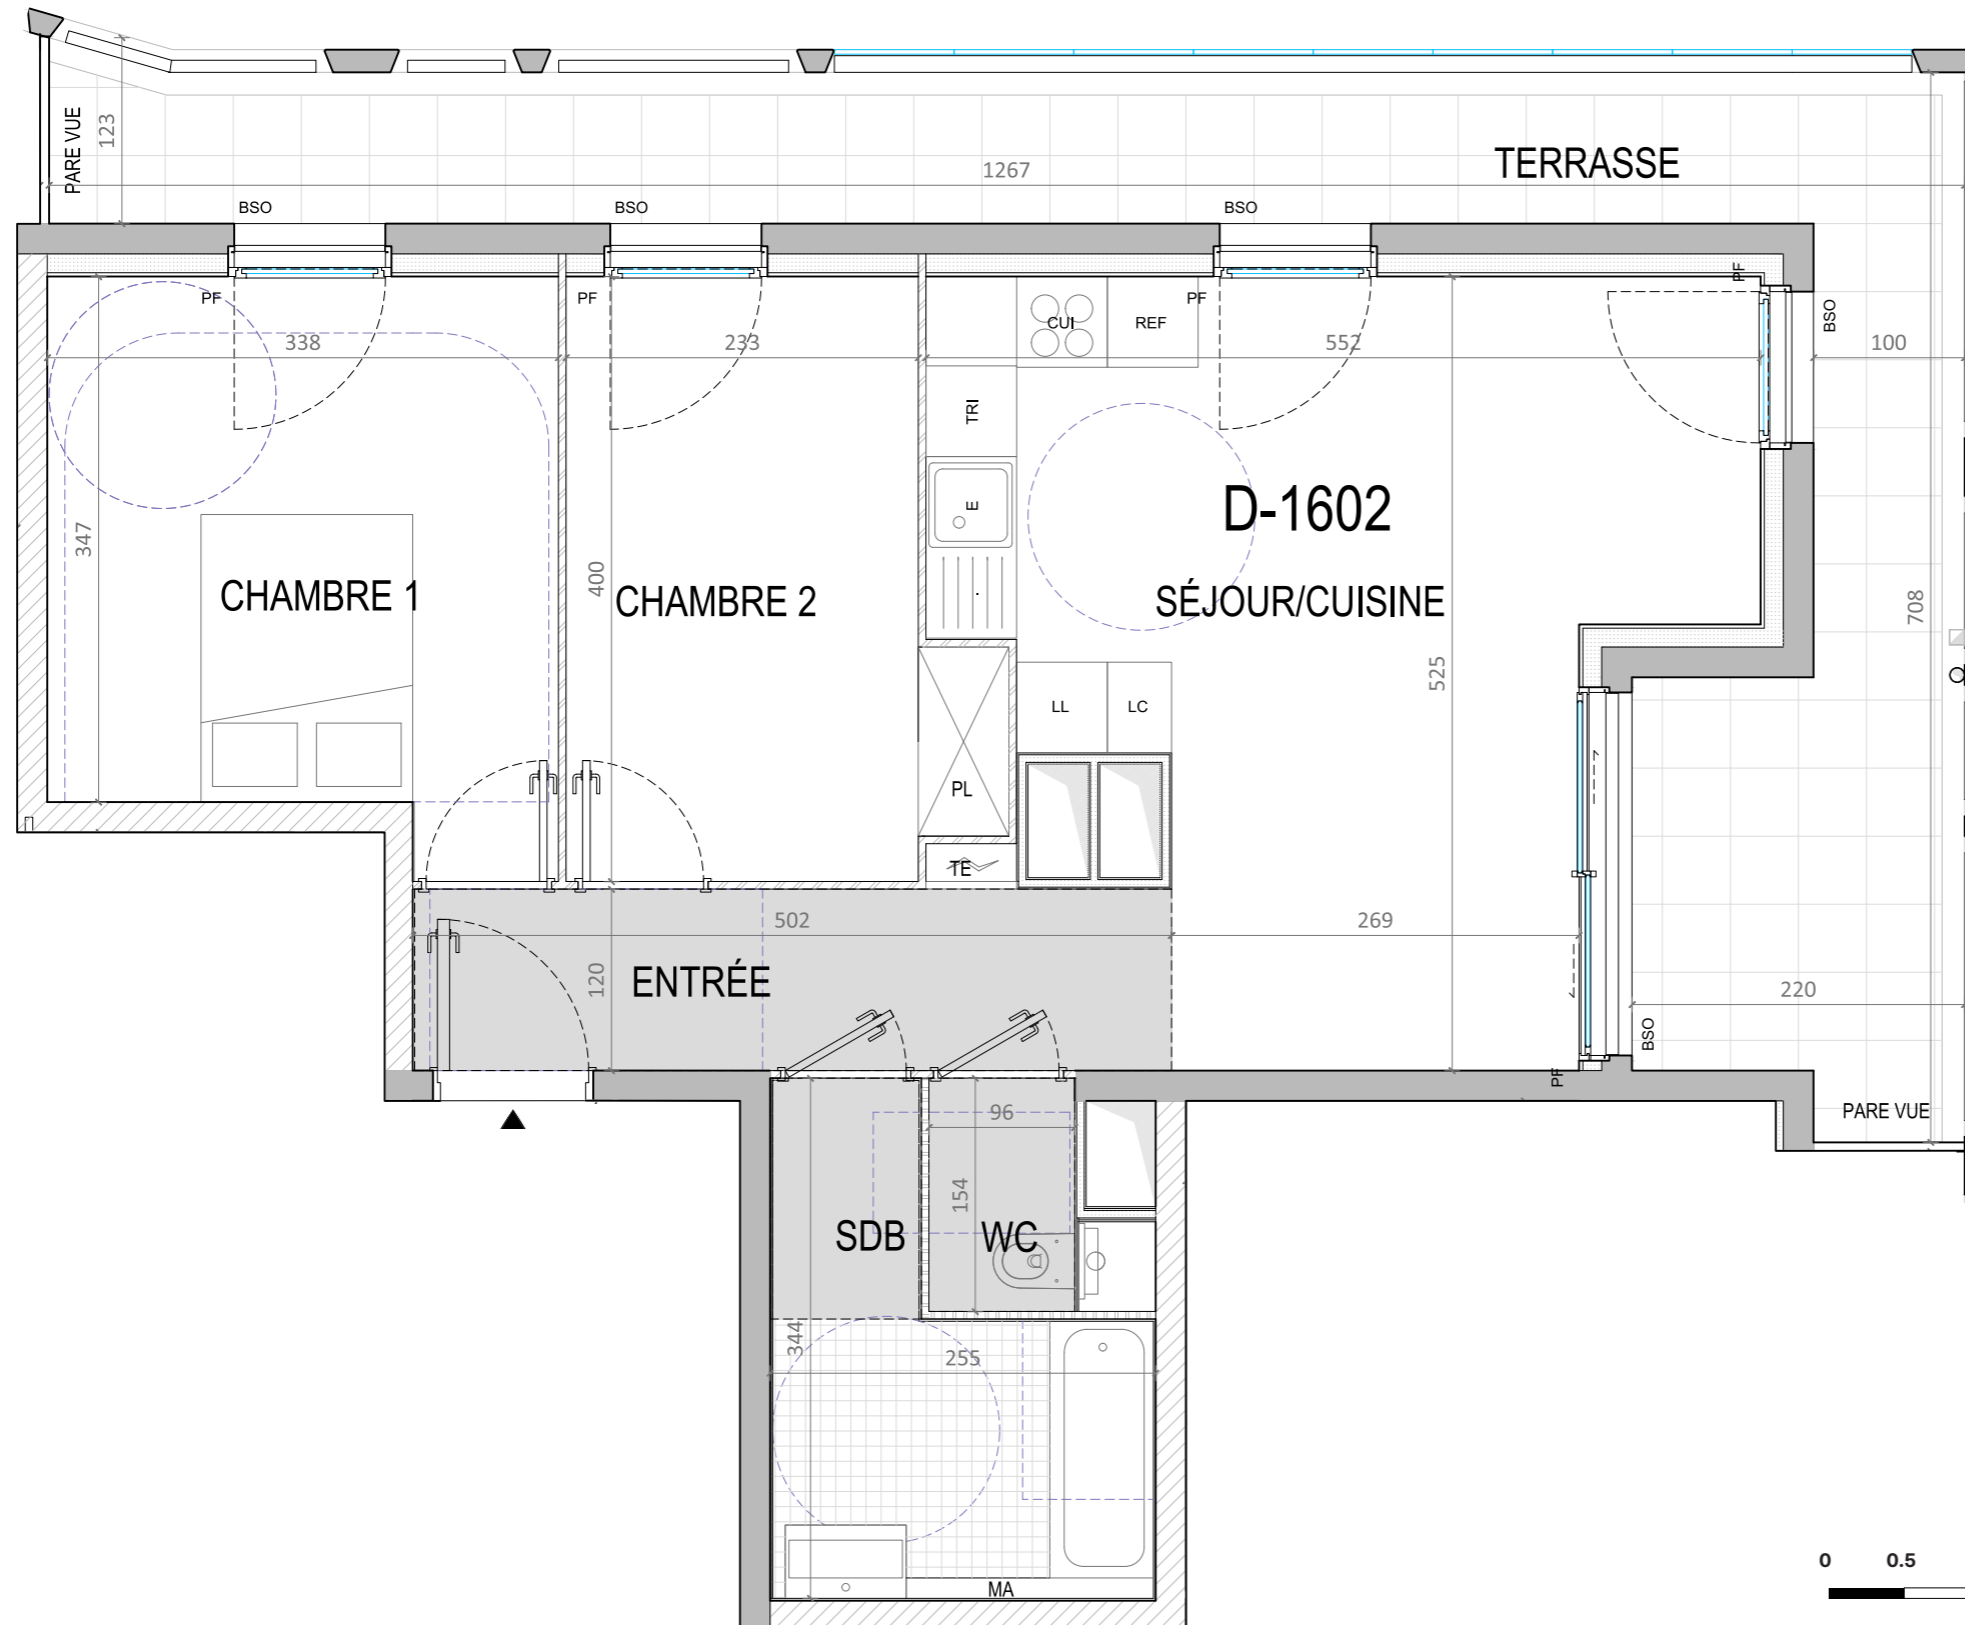 PARE VUE
123
1267
TERRASSE
BSO
BSO
BSO
PF
PF
PF
PF
BSO
CUI
REF
338
233
552
100
TRI
E
D-1602
347
400
CHAMBRE 1
CHAMBRE 2
SÉJOUR/CUISINE
708
525
LL
LC
PL
TE
502
269
120
ENTRÉE
220
BSO
PF
96
PARE VUE
154
SDB
WC
344
255
MA
0
0.5